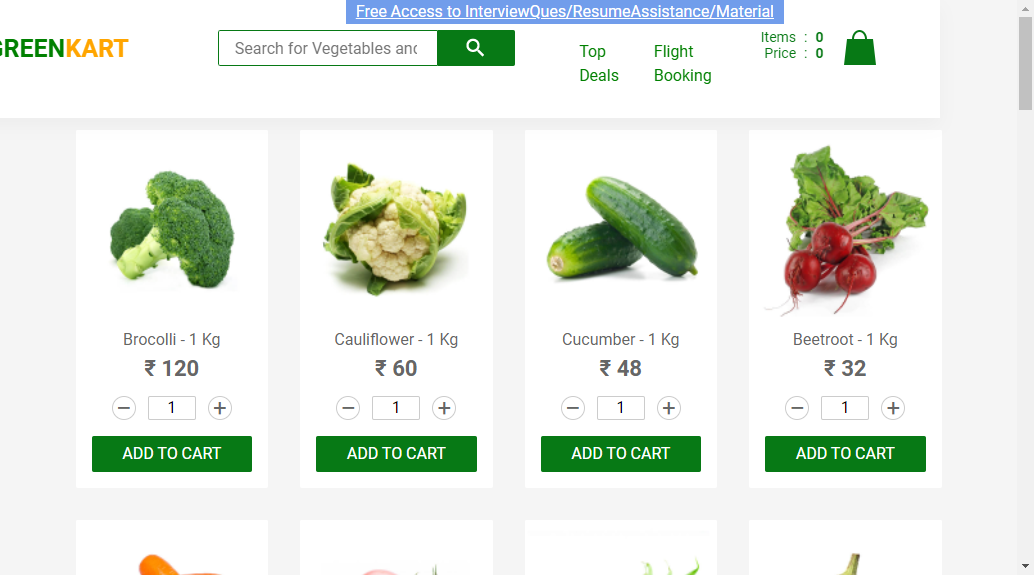 Free Access to InterviewQues/ResumeAssistance/Material
GREENKART
Search for Vegetables and
Top Deals
Flight Booking
Items : 0
Price : 0
Brocolli - 1 Kg
₹ 120
− 1 +
ADD TO CART
Cauliflower - 1 Kg
₹ 60
− 1 +
ADD TO CART
Cucumber - 1 Kg
₹ 48
− 1 +
ADD TO CART
Beetroot - 1 Kg
₹ 32
− 1 +
ADD TO CART